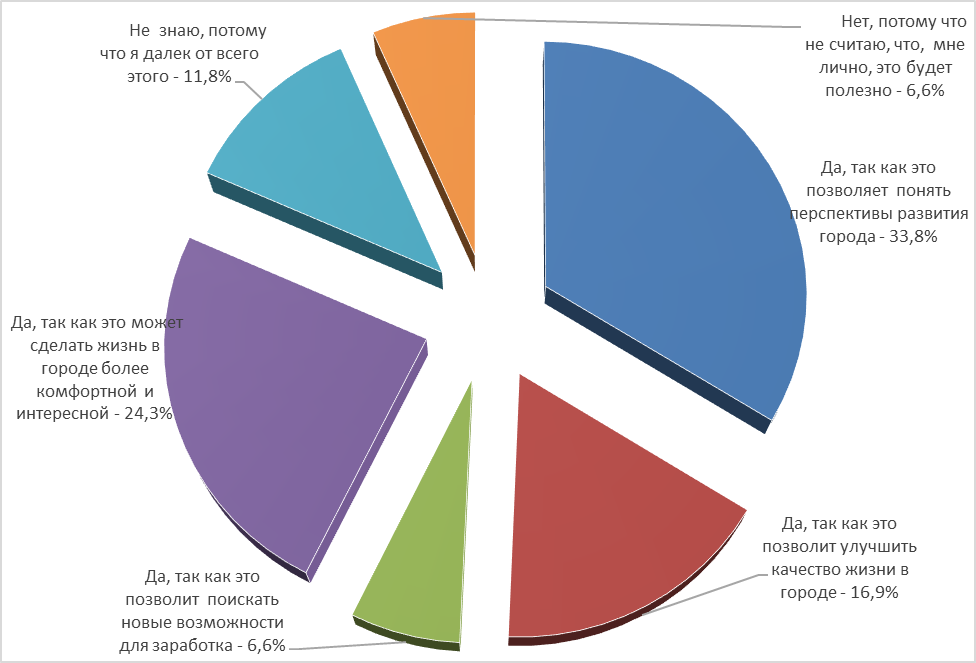 Не знаю, потому
что я далек от всего
этого - 11,8%
Нет, потому что
не считаю, что, мне
лично, это будет
полезно - 6,6%
Да, так как это
позволяет понять
перспективы развития
города - 33,8%
Да, так как это может
сделать жизнь в
городе более
комфортной и
интересной - 24,3%
Да, так как это
позволит улучшить
качество жизни в
городе - 16,9%
Да, так как это
позволит поискать
новые возможности
для заработка - 6,6%